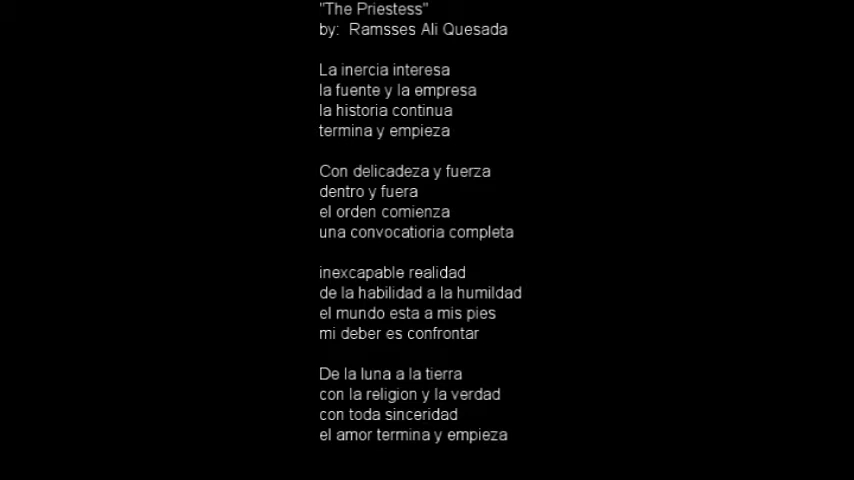 "The Priestess"
by:  Ramsses Ali Quesada
La inercia interesa
la fuente y la empresa
la historia continua
termina y empieza
Con delicadeza y fuerza
dentro y fuera
el orden comienza
una convocatioria completa
inexcapable realidad
de la habilidad a la humildad
el mundo esta a mis pies
mi deber es confrontar
De la luna a la tierra
con la religion y la verdad
con toda sinceridad
el amor termina y empieza